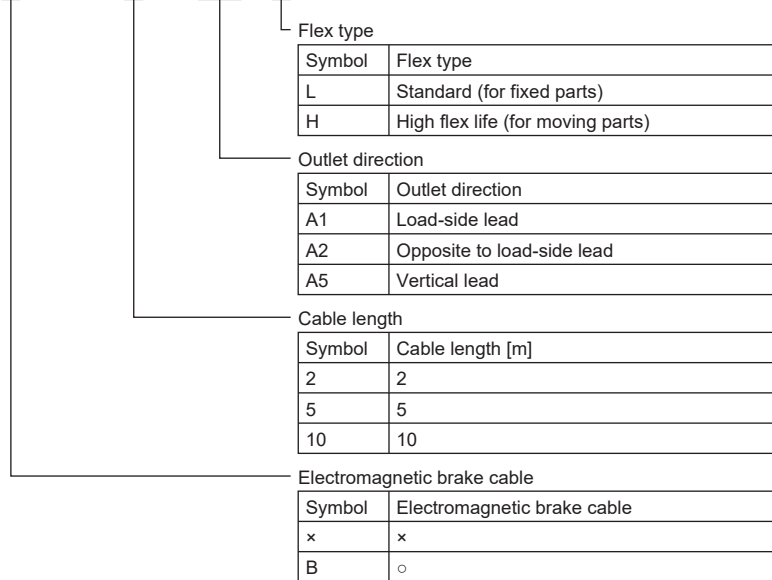 Flex type
Symbol Flex type
L Standard (for fixed parts)
H High flex life (for moving parts)
Outlet direction
Symbol Outlet direction
A1 Load-side lead
A2 Opposite to load-side lead
A5 Vertical lead
Cable length
Symbol Cable length [m]
2 2
5 5
10 10
Electromagnetic brake cable
Symbol Electromagnetic brake cable
× ×
B ○